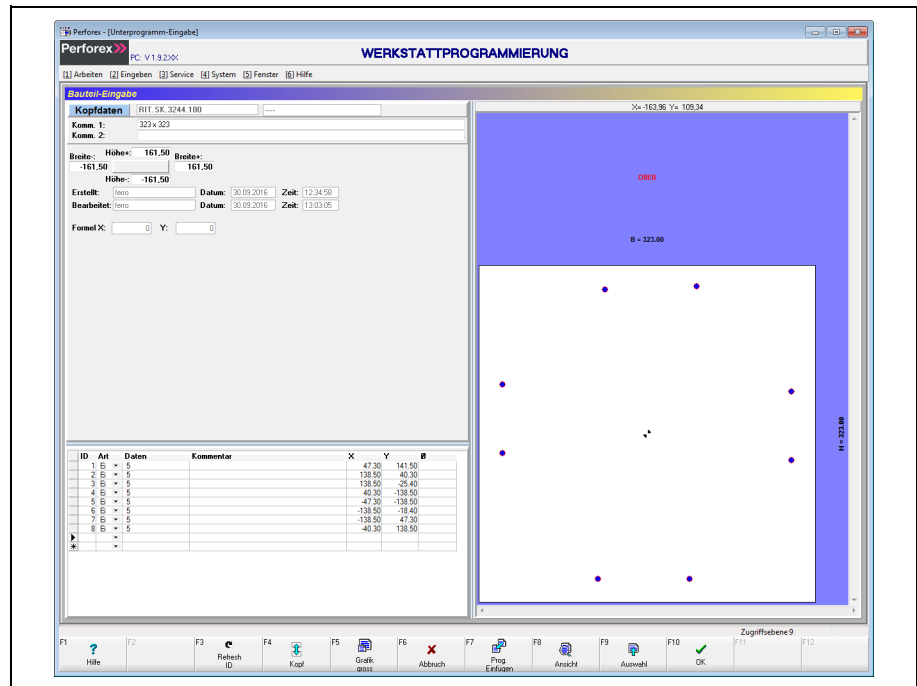 Perforex - [Unterprogramm-Eingabe]
Perforex PC: V 1.9.2XX WERKSTATTPROGRAMMIERUNG
[1] Arbeiten [2] Eingeben [3] Service [4] System [5] Fenster [6] Hilfe
Bauteil-Eingabe
Kopfdaten RIT.SK.3244.100 ----
Komm. 1: 323 x 323
Komm. 2:
Höhe+: 161,50
Breite-: Breite+:
-161,50 161,50
Höhe-: -161,50
Erstellt: ferro Datum: 30.09.2016 Zeit: 12:34:58
Bearbeitet: ferro Datum: 30.09.2016 Zeit: 13:03:05
Formel X: 0 Y: 0
ID Art Daten Kommentar X Y Ø
1 B 5 47.30 141.50
2 B 5 138.50 40.30
3 B 5 138.50 -25.40
4 B 5 40.30 -138.50
5 B 5 -47.30 -138.50
6 B 5 -138.50 -18.40
7 B 5 -138.50 47.30
8 B 5 -40.30 138.50
X= -163,96 Y= 109,34
OBEN
B = 323.00
H = 323.00
Zugriffsebene 9
F1 Hilfe
F2
F3 Refresh
ID
F4 Kopf
F5 Grafik
gross
F6 Abbruch
F7 Prog.
Einfügen
F8 Ansicht
F9 Auswahl
F10 OK
F11
F12